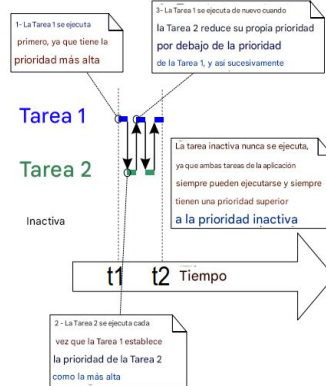 1- La Tarea 1 se ejecuta
primero, ya que tiene la
prioridad más alta
3- La Tarea 1 se ejecuta de nuevo cuando
la Tarea 2 reduce su propia prioridad
por debajo de la prioridad
de la Tarea 1, y así sucesivamente
Tarea 1
Tarea 2
Inactiva
La tarea inactiva nunca se ejecuta,
ya que ambas tareas de la aplicación
siempre pueden ejecutarse y siempre
tienen una prioridad superior
a la prioridad inactiva
t1 t2 Tiempo
2 - La Tarea 2 se ejecuta cada
vez que la Tarea 1 establece
la prioridad de la Tarea 2
como la más alta